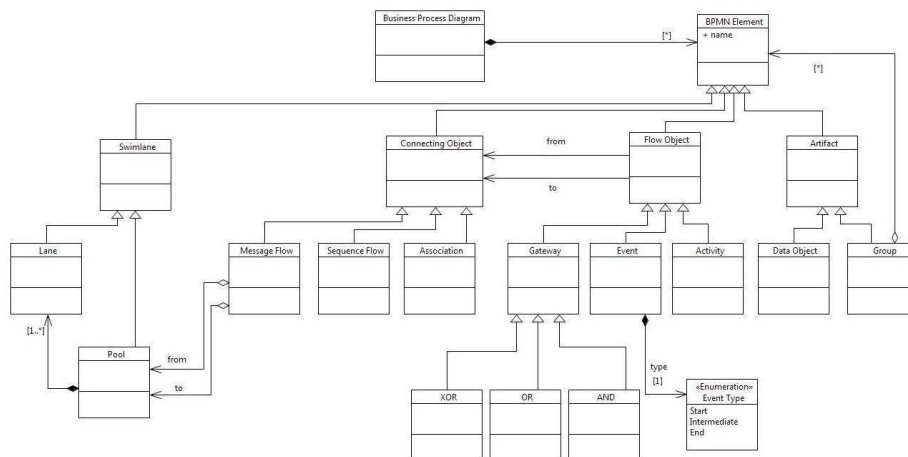 Business Process Diagram
BPMN Element
+ name
[*]
[*]
Swimlane
Connecting Object
from
to
Flow Object
Artifact
Lane
Message Flow
Sequence Flow
Association
Gateway
Event
Activity
Data Object
Group
[1..*]
Pool
from
to
type
[1]
XOR
OR
AND
«Enumeration»
Event Type
Start
Intermediate
End